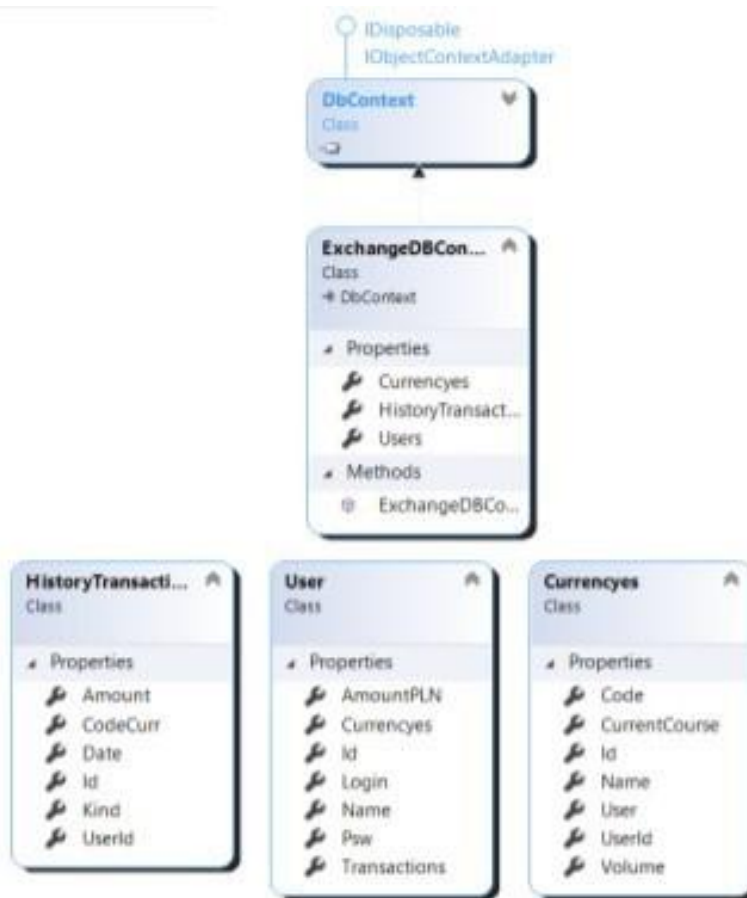 IDisposable
IObjectContextAdapter
DbContext
Class
ExchangeDBCon...
Class
DbContext
Properties
Currencyes
HistoryTransact...
Users
Methods
ExchangeDBCo...
HistoryTransacti...
Class
Properties
Amount
CodeCurr
Date
Id
Kind
UserId
User
Class
Properties
AmountPLN
Currencyes
Id
Login
Name
Psw
Transactions
Currencyes
Class
Properties
Code
CurrentCourse
Id
Name
User
UserId
Volume